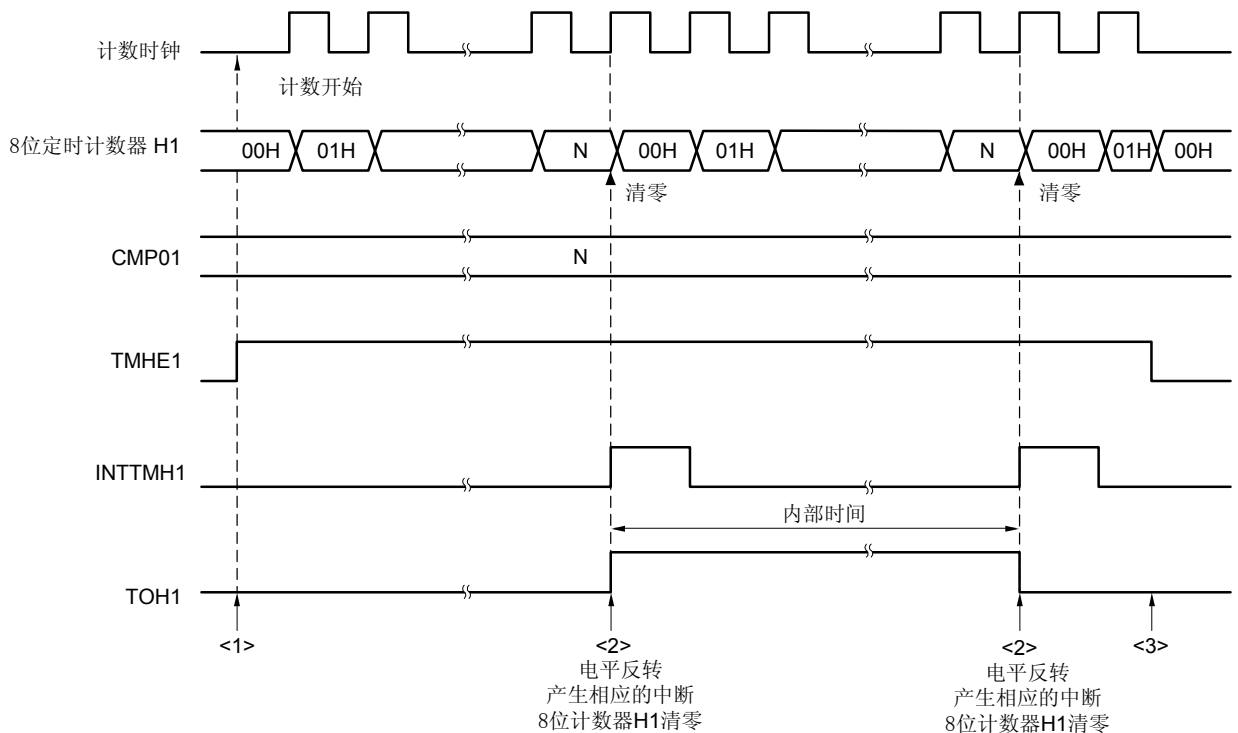 计数时钟
计数开始
8位定时计数器 H1
00H 01H N 00H 01H N 00H 01H 00H
清零 清零
CMP01 N
TMHE1
INTTMH1
内部时间
TOH1
<1> <2> <2> <3>
电平反转 电平反转
产生相应的中断 产生相应的中断
8位计数器H1清零 8位计数器H1清零